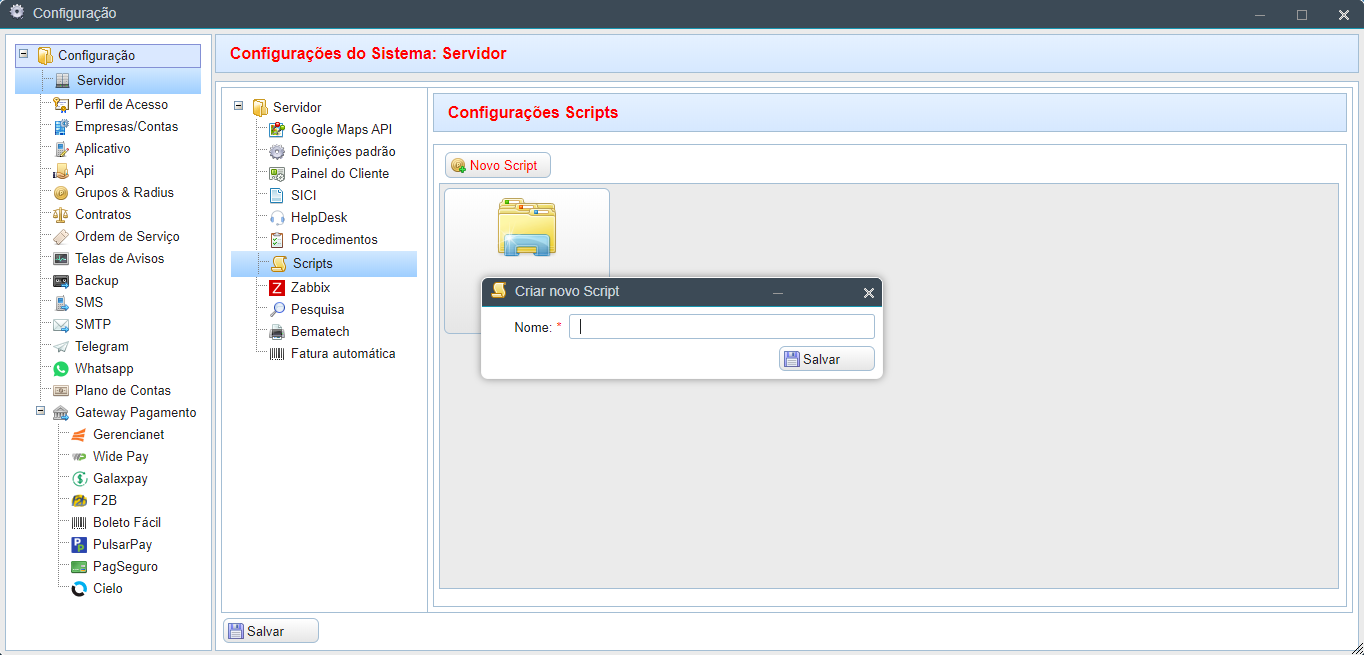 Configuração
Configuração
Servidor
Perfil de Acesso
Empresas/Contas
Aplicativo
Api
Grupos & Radius
Contratos
Ordem de Serviço
Telas de Avisos
Backup
SMS
SMTP
Telegram
Whatsapp
Plano de Contas
Gateway Pagamento
Gerencianet
Wide Pay
Galaxpay
F2B
Boleto Fácil
PulsarPay
PagSeguro
Cielo
Configurações do Sistema: Servidor
Servidor
Google Maps API
Definições padrão
Painel do Cliente
SICI
HelpDesk
Procedimentos
Scripts
Zabbix
Pesquisa
Bematech
Fatura automática
Configurações Scripts
Novo Script
Criar novo Script
Nome: *
Salvar
Salvar